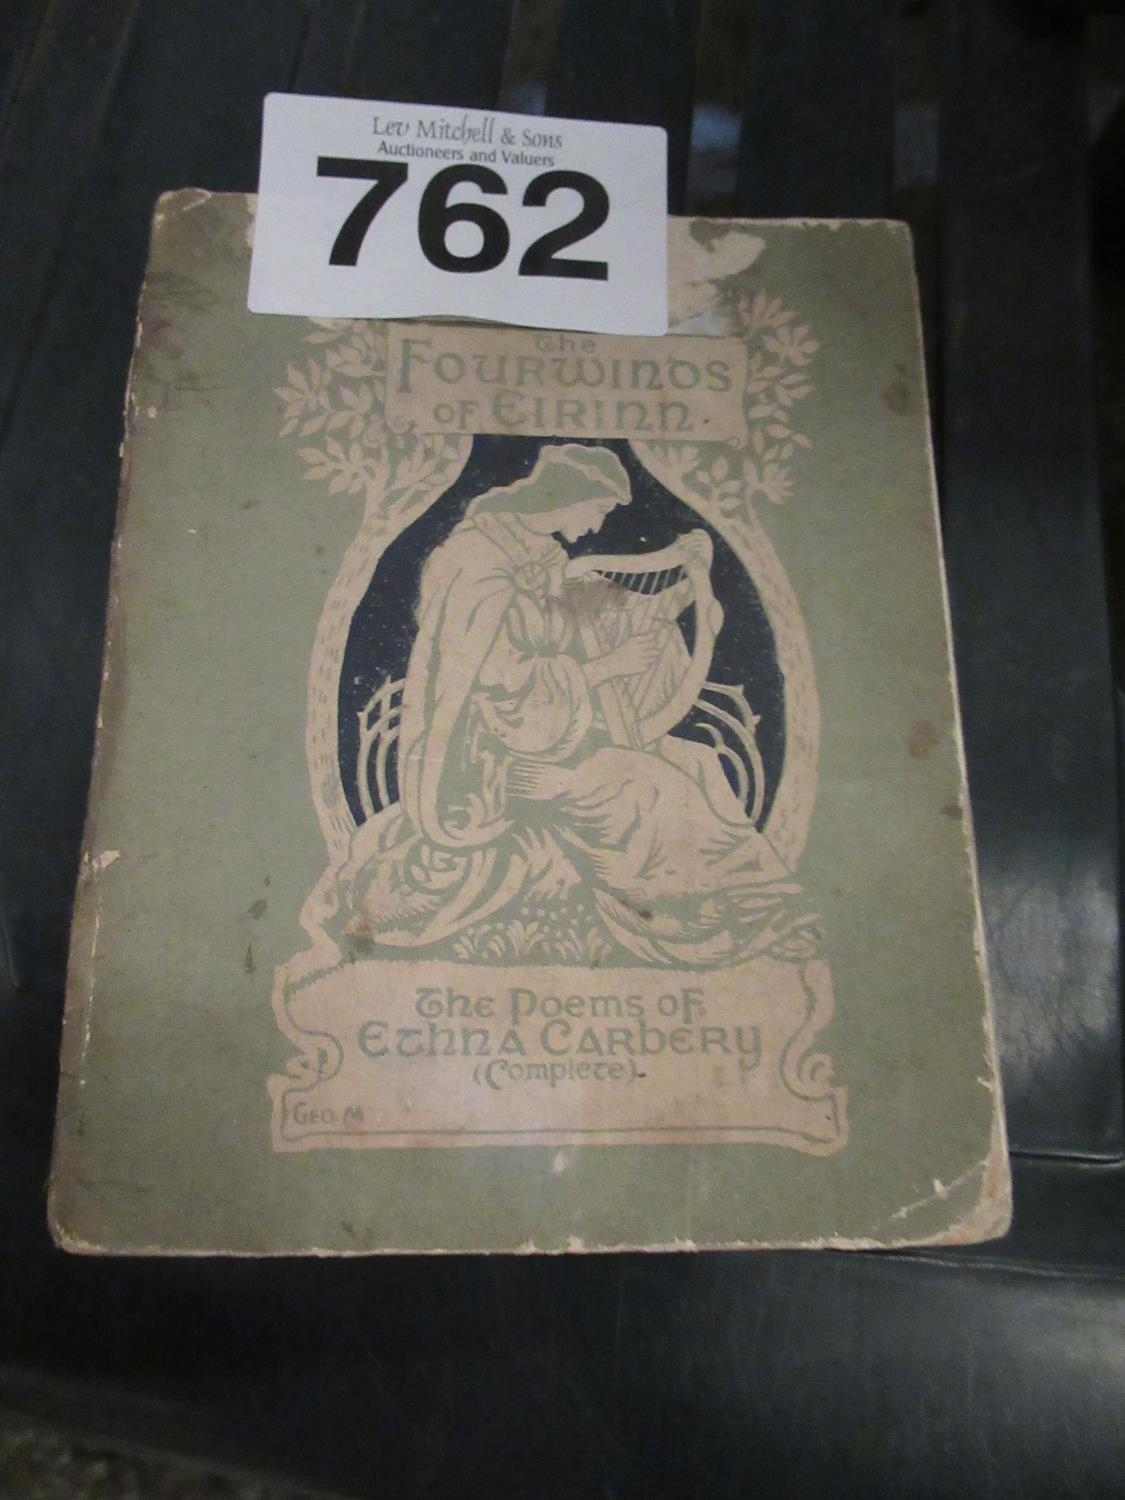 Lev Mitchell & Sons
Auctioneers and Valuers
762
The
FOURWINDS
OF EIRINN.
The Poems of
Ethna Carbery
(Complete).
GEO. M